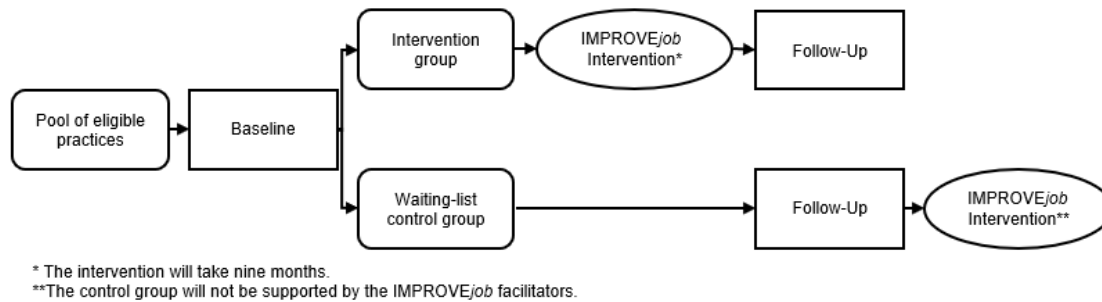 Pool of eligible
practices
Baseline
Intervention
group
IMPROVEjob
Intervention*
Follow-Up
Waiting-list
control group
Follow-Up
IMPROVEjob
Intervention**
* The intervention will take nine months.
**The control group will not be supported by the IMPROVEjob facilitators.